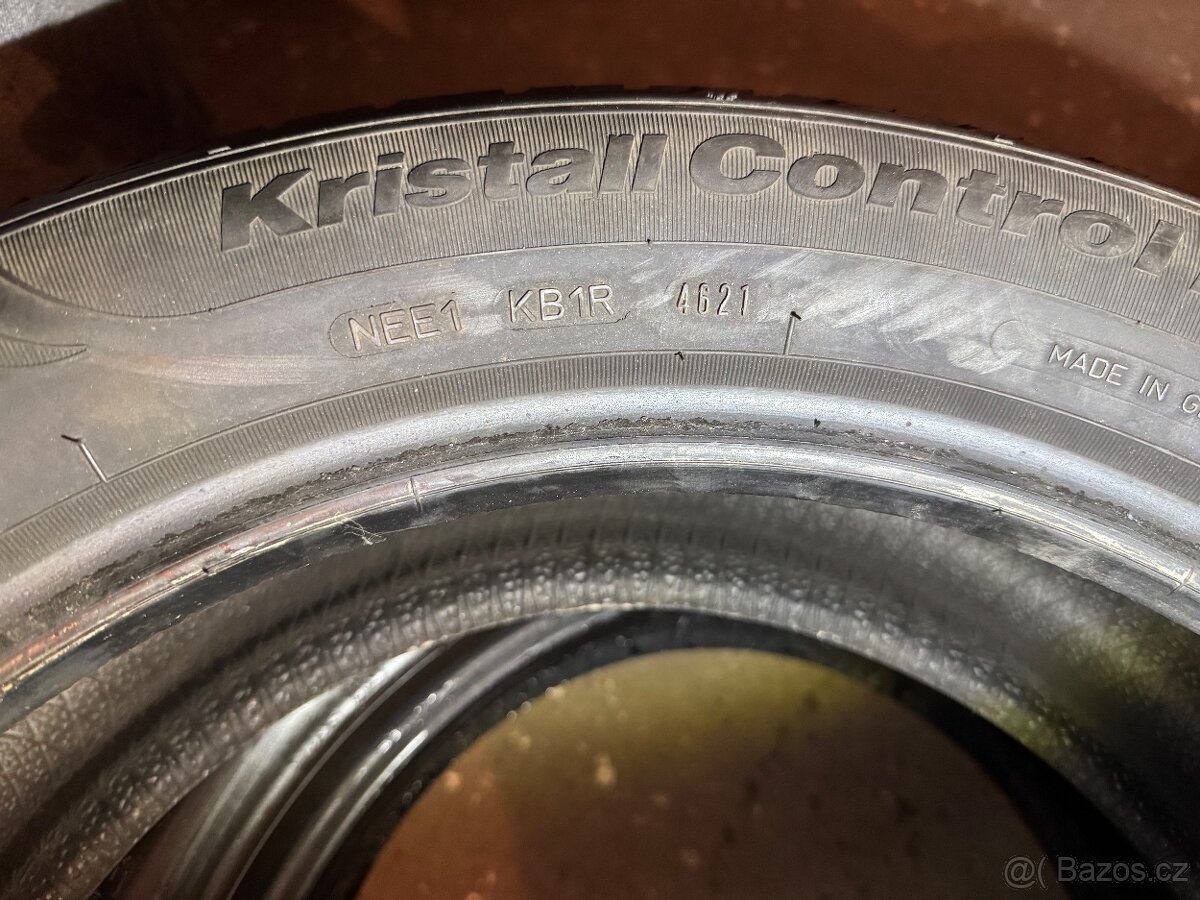 Kristall Control
NEE1 KB1R 4621
MADE IN G
@( Bazos.cz